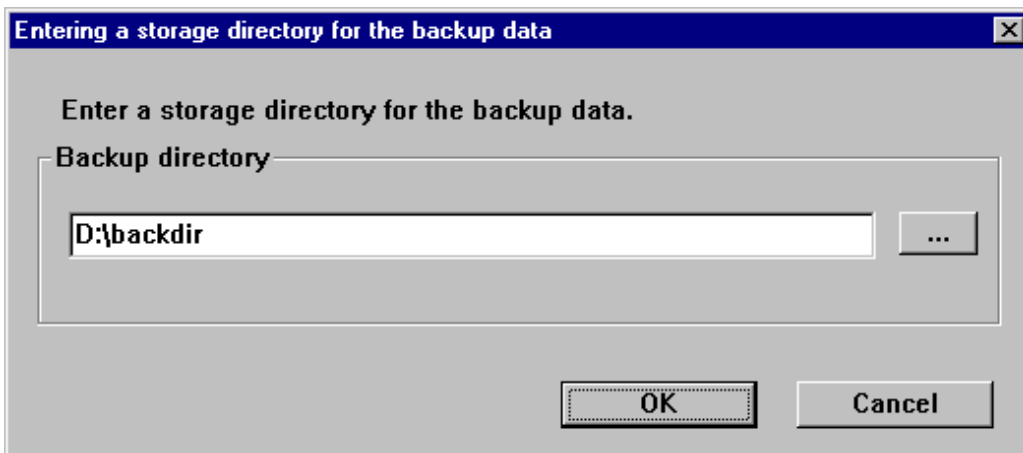 Entering a storage directory for the backup data
Enter a storage directory for the backup data.
Backup directory
D:\backdir
...
OK
Cancel